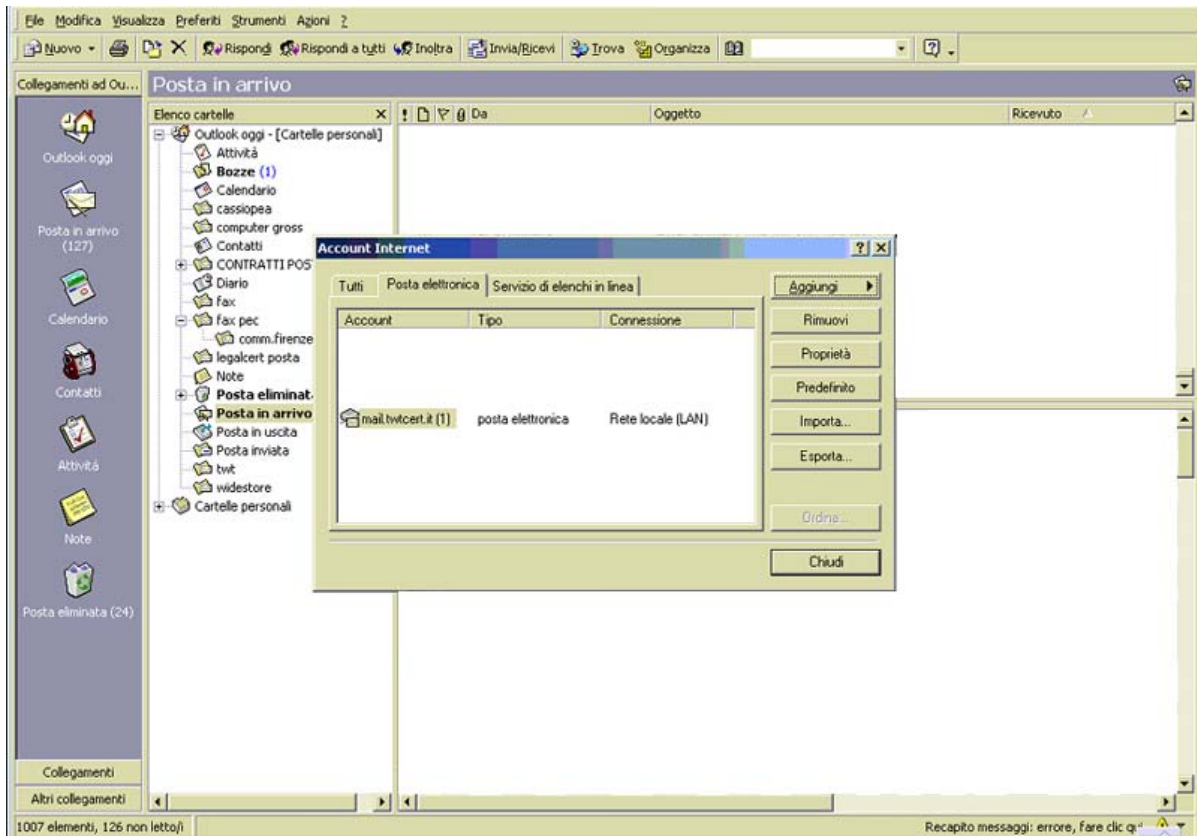 File Modifica Visualizza Preferiti Strumenti Azioni ?
Nuovo Rispondi Rispondi a tutti Inoltra Invia/Ricevi Trova Organizza
Collegamenti ad Ou...
Posta in arrivo
Outlook oggi
Posta in arrivo (127)
Calendario
Contatti
Attività
Note
Posta eliminata (24)
Collegamenti
Altri collegamenti
Elenco cartelle
Outlook oggi - [Cartelle personali]
Attività
Bozze (1)
Calendario
cassiopea
computer gross
Contatti
CONTRATTI POS
Diario
fax
fax pec
comm.firenze
legalcert posta
Note
Posta eliminat
Posta in arrivo
Posta in uscita
Posta inviata
twt
widestore
Cartelle personali
Da Oggetto Ricevuto
Account Internet
Tutti Posta elettronica Servizio di elenchi in linea
Account Tipo Connessione
mail.twtcert.it (1) posta elettronica Rete locale (LAN)
Aggiungi
Rimuovi
Proprietà
Predefinito
Importa...
Esporta...
Ordina...
Chiudi
1007 elementi, 126 non letto/i
Recapito messaggi: errore, fare clic qui